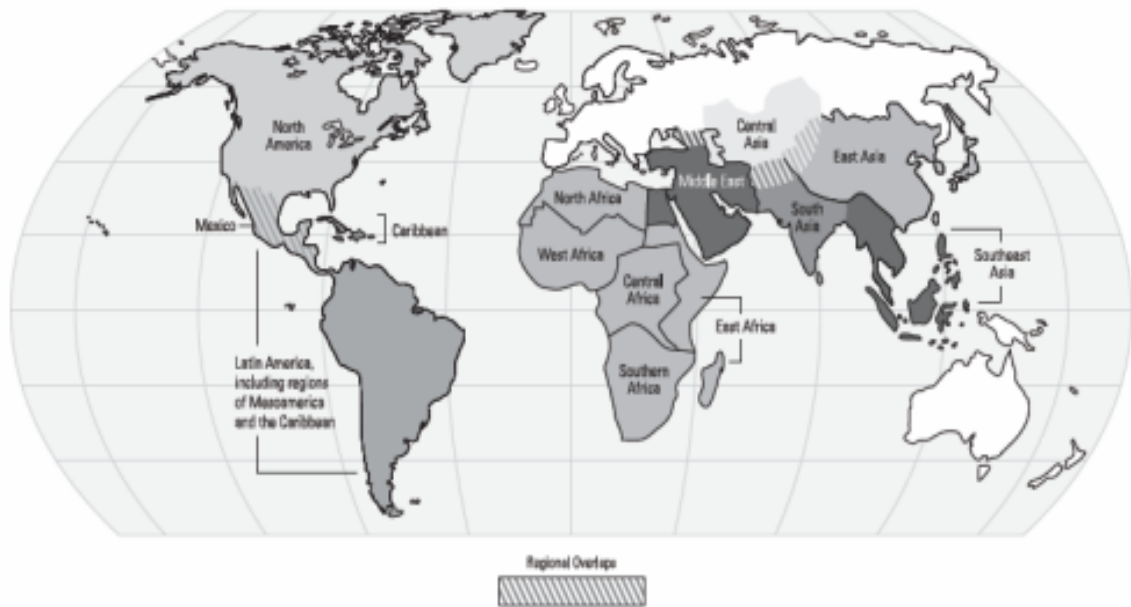 North
America
Central
Asia
East Asia
Middle East
North Africa
South
Asia
Mexico
Caribbean
West Africa
Southeast
Asia
Central
Africa
East Africa
Latin America,
including regions
of Mesoamerica
and the Caribbean
Southern
Africa
Regional Overlaps